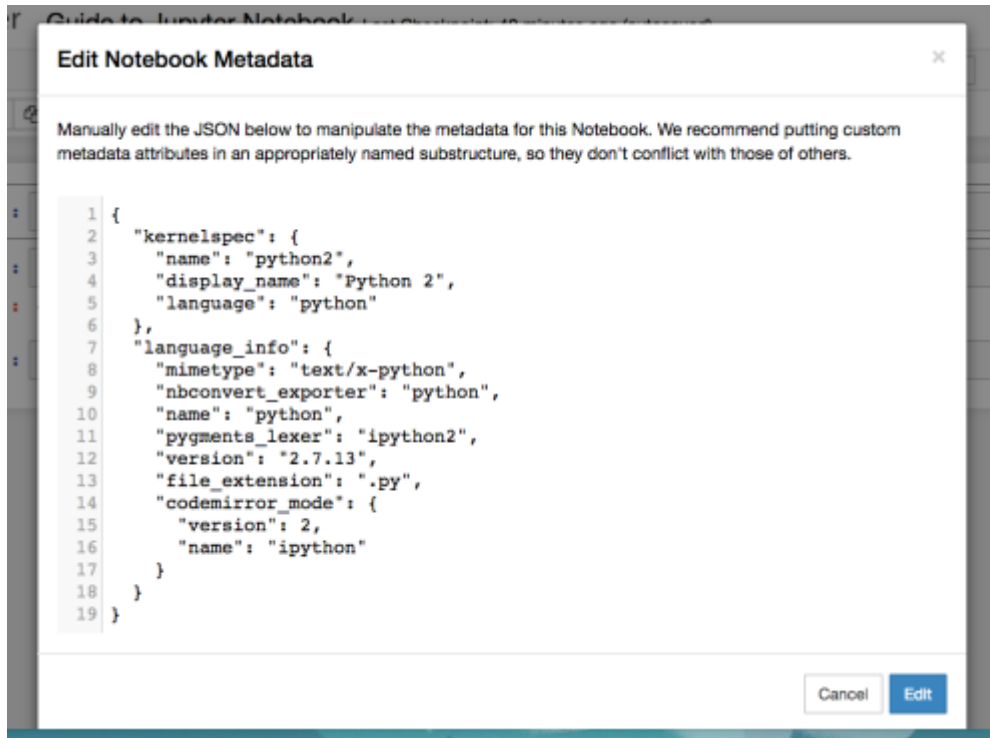 Guide to Jupyter Notebook
Edit Notebook Metadata ×
Manually edit the JSON below to manipulate the metadata for this Notebook. We recommend putting custom
metadata attributes in an appropriately named substructure, so they don't conflict with those of others.
1 {
2 "kernelspec": {
3 "name": "python2",
4 "display_name": "Python 2",
5 "language": "python"
6 },
7 "language_info": {
8 "mimetype": "text/x-python",
9 "nbconvert_exporter": "python",
10 "name": "python",
11 "pygments_lexer": "ipython2",
12 "version": "2.7.13",
13 "file_extension": ".py",
14 "codemirror_mode": {
15 "version": 2,
16 "name": "ipython"
17 }
18 }
19 }
Cancel Edit